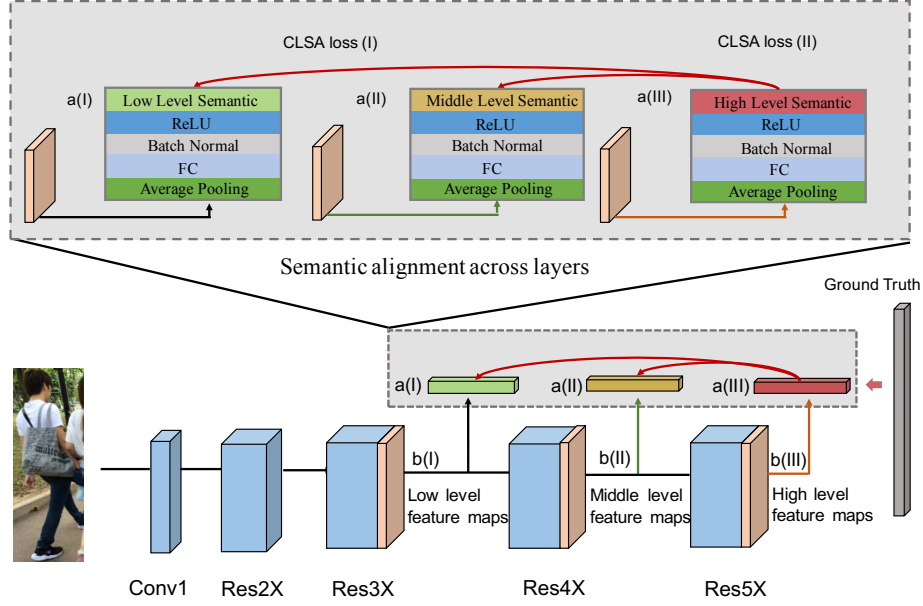 CLSA loss (I)
CLSA loss (II)
a(I)
Low Level Semantic
ReLU
Batch Normal
FC
Average Pooling
a(II)
Middle Level Semantic
ReLU
Batch Normal
FC
Average Pooling
a(III)
High Level Semantic
ReLU
Batch Normal
FC
Average Pooling
Semantic alignment across layers
Ground Truth
a(I)
a(II)
a(III)
b(I)
b(II)
b(III)
Low level
feature maps
Middle level
feature maps
High level
feature maps
Conv1
Res2X
Res3X
Res4X
Res5X